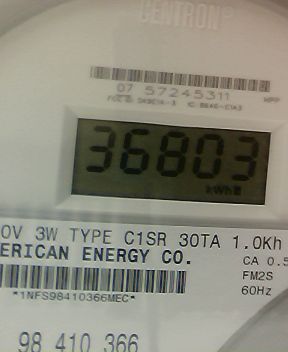 CENTRON®
07 57245311
36803
kWh
0V 3W TYPE C1SR 30TA 1.0Kh
ERICAN ENERGY CO.
CA 0.5
FM2S
*1NFS98410366MEC*
60Hz
98 410 366